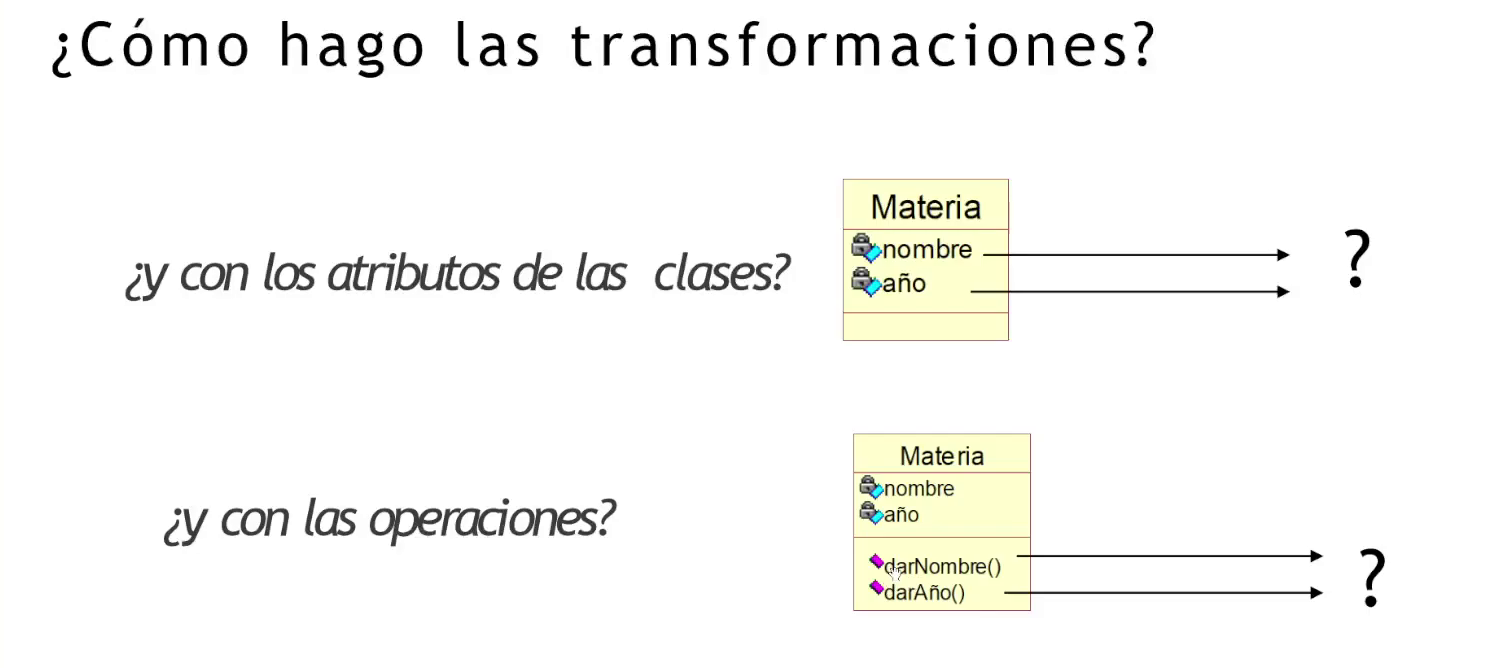 ¿Cómo hago las transformaciones?
Materia
nombre
año
¿y con los atributos de las clases?
?
Materia
nombre
año
darNombre()
darAño()
¿y con las operaciones?
?